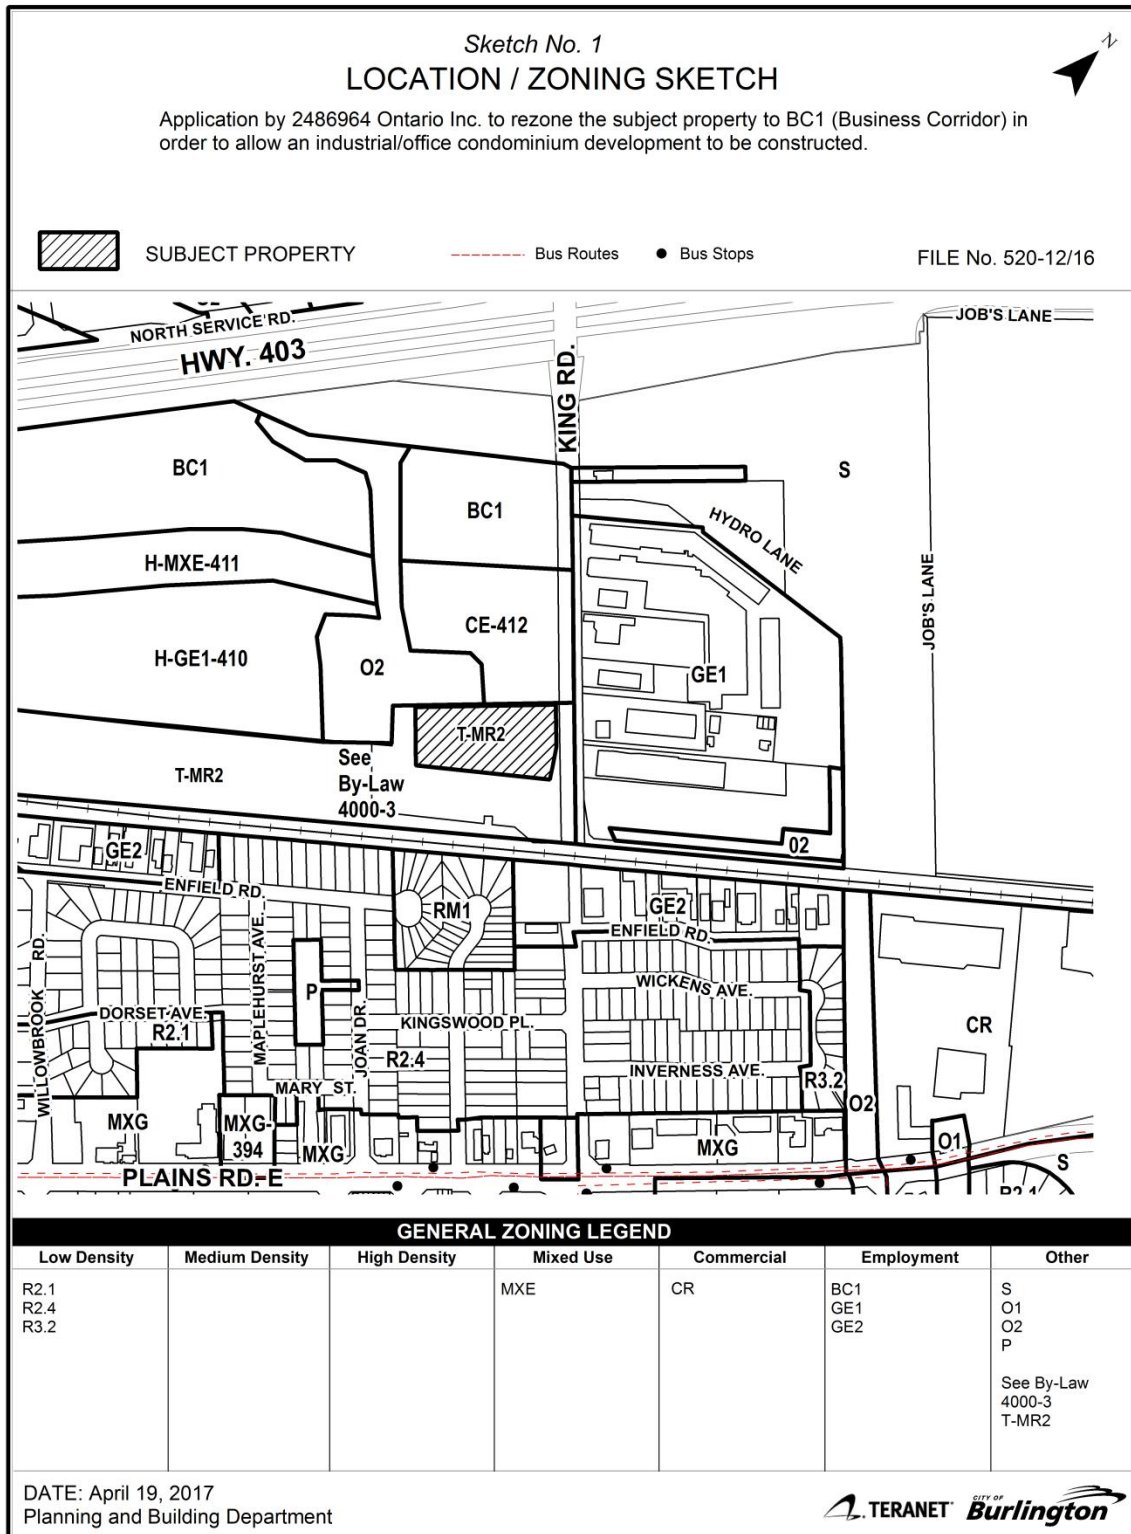 Sketch No. 1
LOCATION / ZONING SKETCH
N
Application by 2486964 Ontario Inc. to rezone the subject property to BC1 (Business Corridor) in
order to allow an industrial/office condominium development to be constructed.
SUBJECT PROPERTY
Bus Routes
Bus Stops
FILE No. 520-12/16
JOB'S LANE
NORTH SERVICE RD.
HWY. 403
KING RD.
BC1
S
BC1
HYDRO LANE
H-MXE-411
JOB'S LANE
CE-412
H-GE1-410
O2
GE1
T-MR2
See
By-Law
4000-3
T-MR2
02
GE2
ENFIELD RD.
RM1
GE2
ENFIELD RD.
WILLOWBROOK RD.
MAPLEHURST AVE.
P
WICKENS AVE.
DORSET AVE.
R2.1
JOAN DR.
KINGSWOOD PL.
CR
R2.4
INVERNESS AVE.
R3.2
MARY ST.
O2
MXG
MXG-
394
MXG
MXG
O1
S
PLAINS RD. E
R2.1
GENERAL ZONING LEGEND
Low Density
Medium Density
High Density
Mixed Use
Commercial
Employment
Other
R2.1
R2.4
R3.2
MXE
CR
BC1
GE1
GE2
S
O1
O2
P
See By-Law
4000-3
T-MR2
DATE: April 19, 2017
Planning and Building Department
TERANET
CITY OF
Burlington